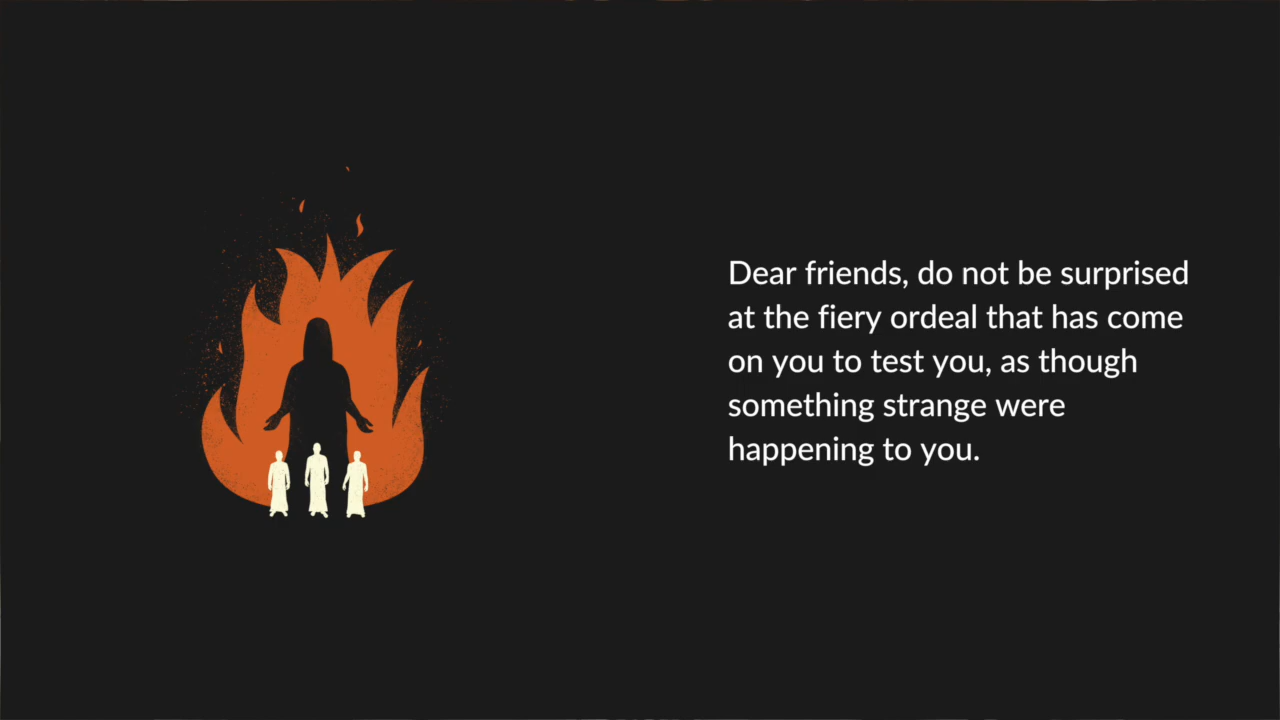 Dear friends, do not be surprised
at the fiery ordeal that has come
on you to test you, as though
something strange were
happening to you.